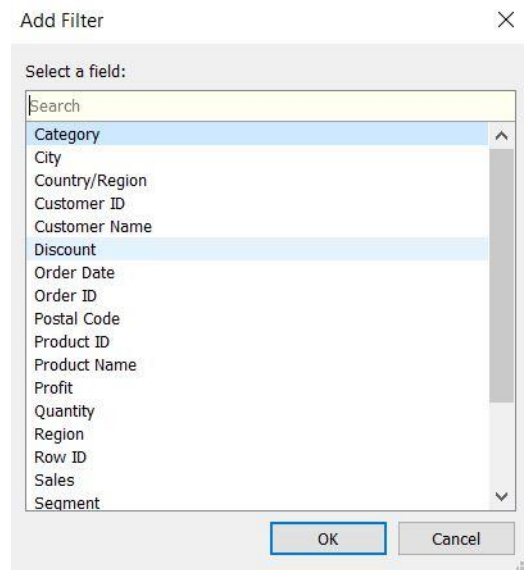 Add Filter
Select a field:
Search
Category
City
Country/Region
Customer ID
Customer Name
Discount
Order Date
Order ID
Postal Code
Product ID
Product Name
Profit
Quantity
Region
Row ID
Sales
Segment
OK Cancel